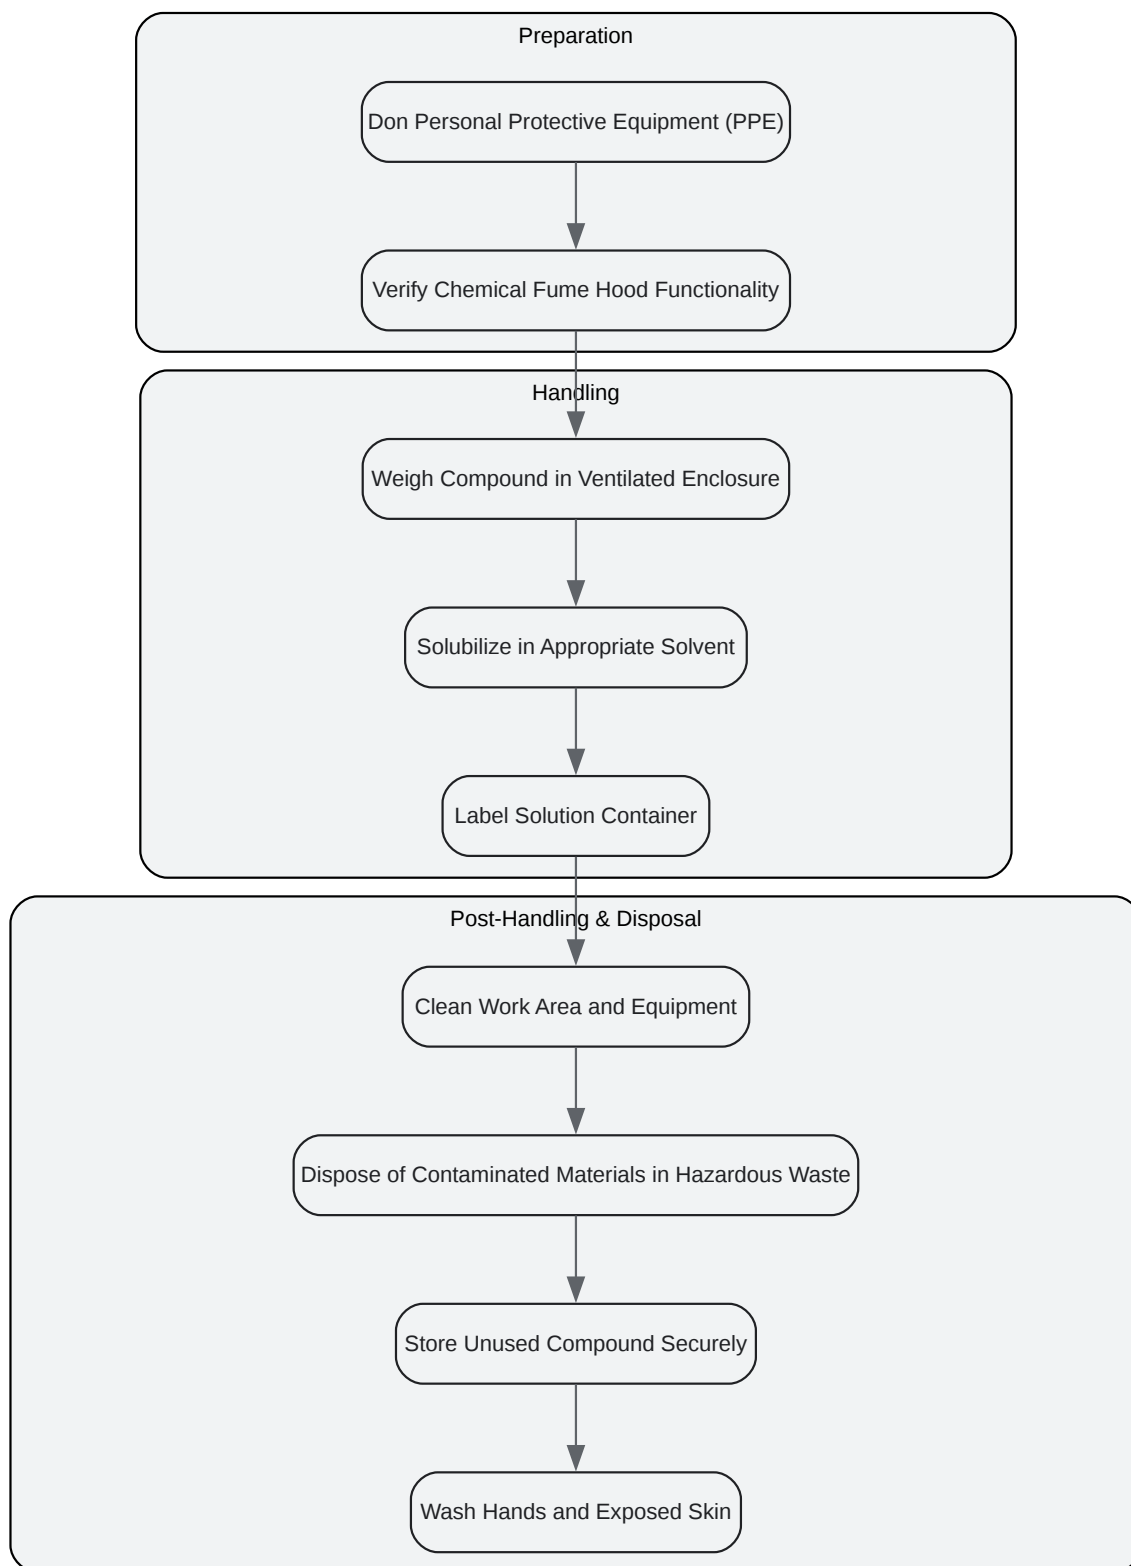 Preparation
Don Personal Protective Equipment (PPE)
Verify Chemical Fume Hood Functionality
Handling
Weigh Compound in Ventilated Enclosure
Solubilize in Appropriate Solvent
Label Solution Container
Post-Handling & Disposal
Clean Work Area and Equipment
Dispose of Contaminated Materials in Hazardous Waste
Store Unused Compound Securely
Wash Hands and Exposed Skin